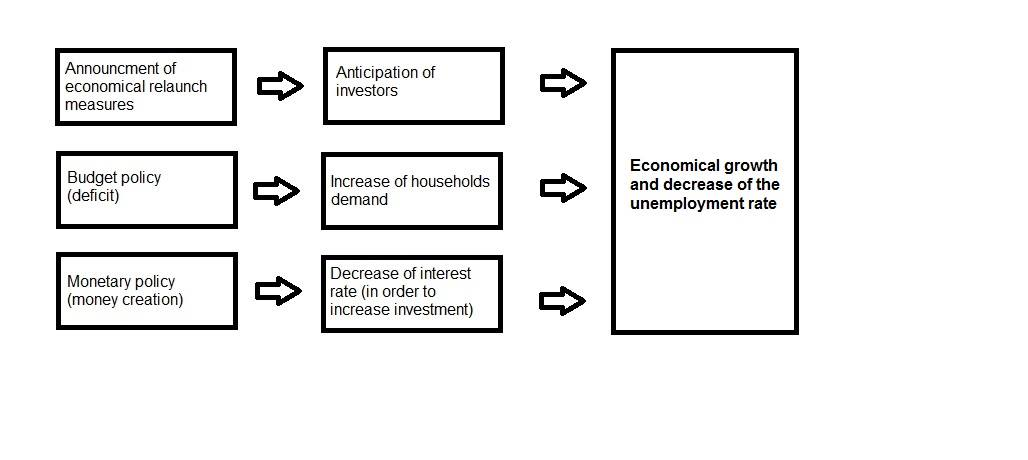 Announcment of
economical relaunch
measures
Anticipation of
investors
Budget policy
(deficit)
Increase of households
demand
Monetary policy
(money creation)
Decrease of interest
rate (in order to
increase investment)
Economical growth
and decrease of the
unemployment rate